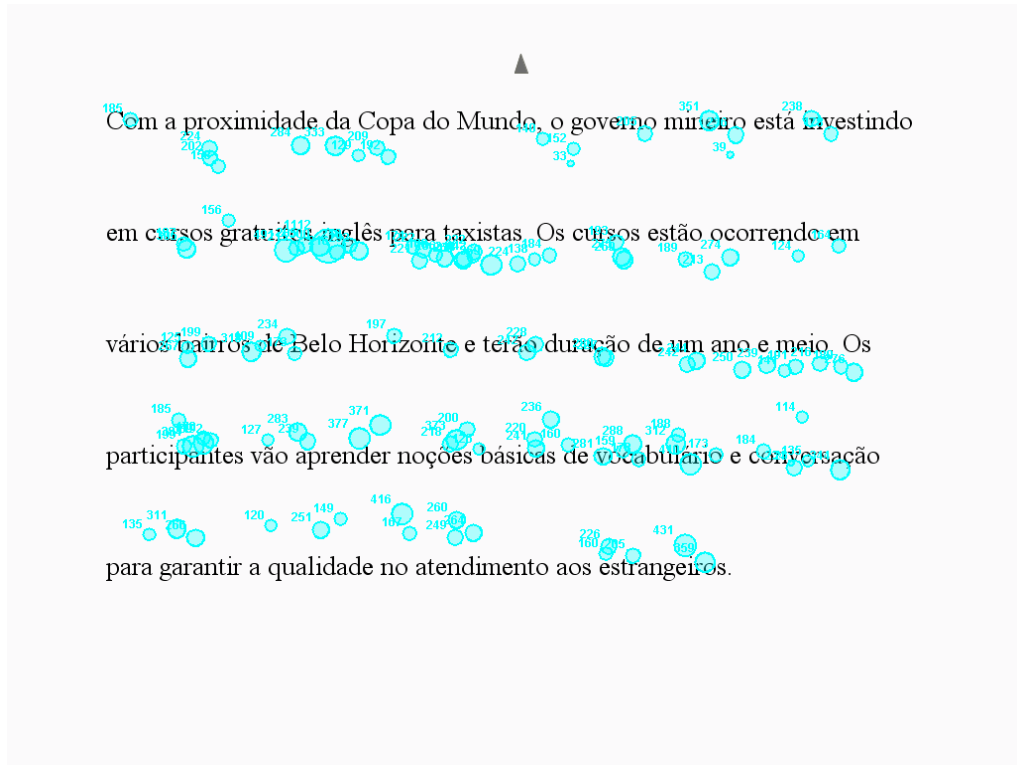 Com a proximidade da Copa do Mundo, o governo mineiro está investindo
em cursos gratuitos inglês para taxistas. Os cursos estão ocorrendo em
vários bairros de Belo Horizonte e terão duração de um ano e meio. Os
participantes vão aprender noções básicas de vocabulário e conversação
para garantir a qualidade no atendimento aos estrangeiros.